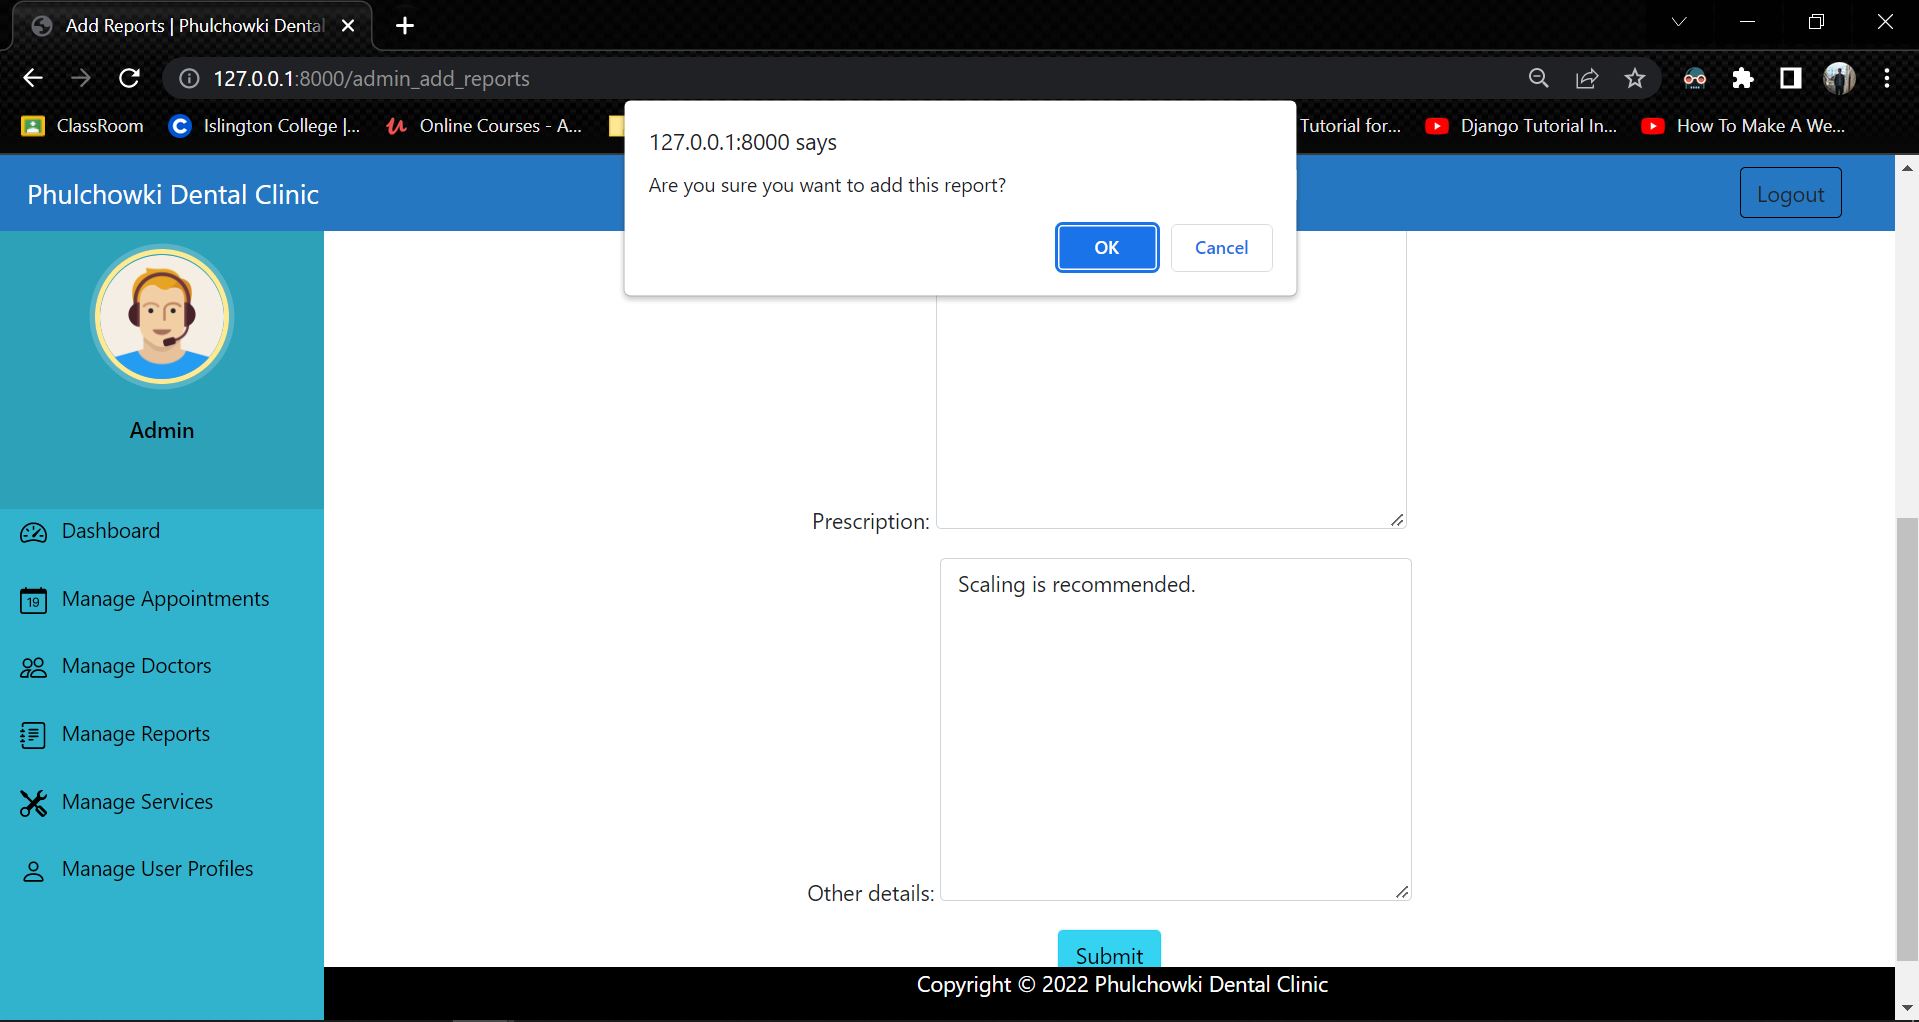 Add Reports | Phulchowki Dental
127.0.0.1:8000/admin_add_reports
ClassRoom
Islington College |...
Online Courses - A...
Tutorial for...
Django Tutorial In...
How To Make A We...
127.0.0.1:8000 says
Are you sure you want to add this report?
OK
Cancel
Phulchowki Dental Clinic
Logout
Admin
Dashboard
19
Manage Appointments
Manage Doctors
Manage Reports
Manage Services
Manage User Profiles
Prescription:
Scaling is recommended.
Other details:
Submit
Copyright © 2022 Phulchowki Dental Clinic